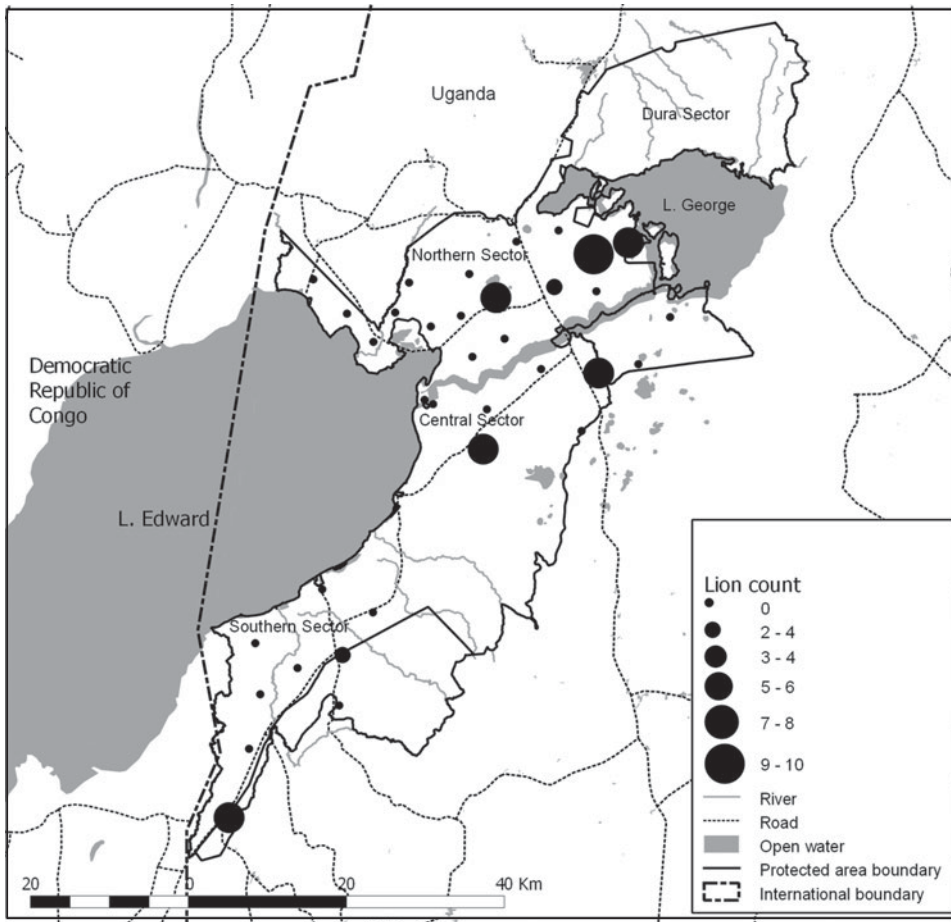 Uganda
Dura Sector
L. George
Northern Sector
Democratic
Republic of
Congo
Central Sector
L. Edward
Southern Sector
Lion count
0
2 - 4
3 - 4
5 - 6
7 - 8
9 - 10
River
Road
Open water
Protected area boundary
International boundary
20 0 20 40 Km